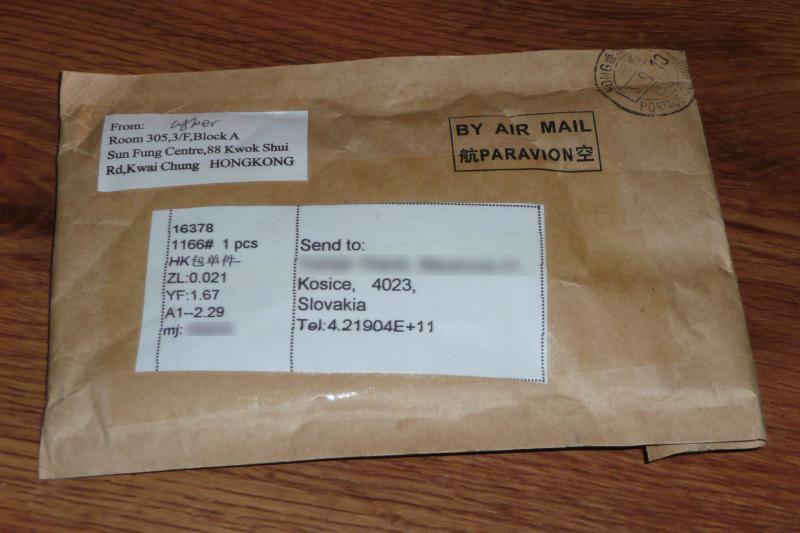 From:
Room 305,3/F,Block A
Sun Fung Centre,88 Kwok Shui
Rd,Kwai Chung HONGKONG
BY AIR MAIL
航PARAVION空
HONG
10
16378
1166# 1 pcs
HK包单件-
ZL:0.021
YF:1.67
A1--2.29
mj:
Send to:
Kosice, 4023,
Slovakia
Tel:4.21904E+11